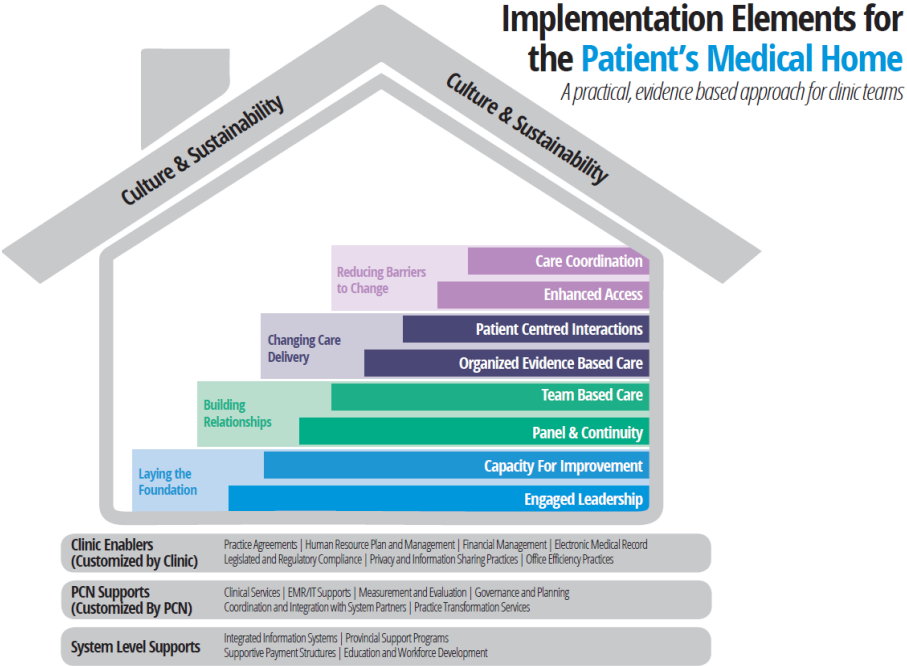 Implementation Elements for
the Patient's Medical Home
A practical, evidence based approach for clinic teams
Culture & Sustainability
Culture & Sustainability
Reducing Barriers
to Change
Care Coordination
Enhanced Access
Changing Care
Delivery
Patient Centred Interactions
Organized Evidence Based Care
Building
Relationships
Team Based Care
Panel & Continuity
Laying the
Foundation
Capacity For Improvement
Engaged Leadership
Clinic Enablers
(Customized by Clinic)
Practice Agreements | Human Resource Plan and Management | Financial Management | Electronic Medical Record
Legislated and Regulatory Compliance | Privacy and Information Sharing Practices | Office Efficiency Practices
PCN Supports
(Customized By PCN)
Clinical Services | EMR/IT Supports | Measurement and Evaluation | Governance and Planning
Coordination and Integration with System Partners | Practice Transformation Services
System Level Supports
Integrated Information Systems | Provincial Support Programs
Supportive Payment Structures | Education and Workforce Development